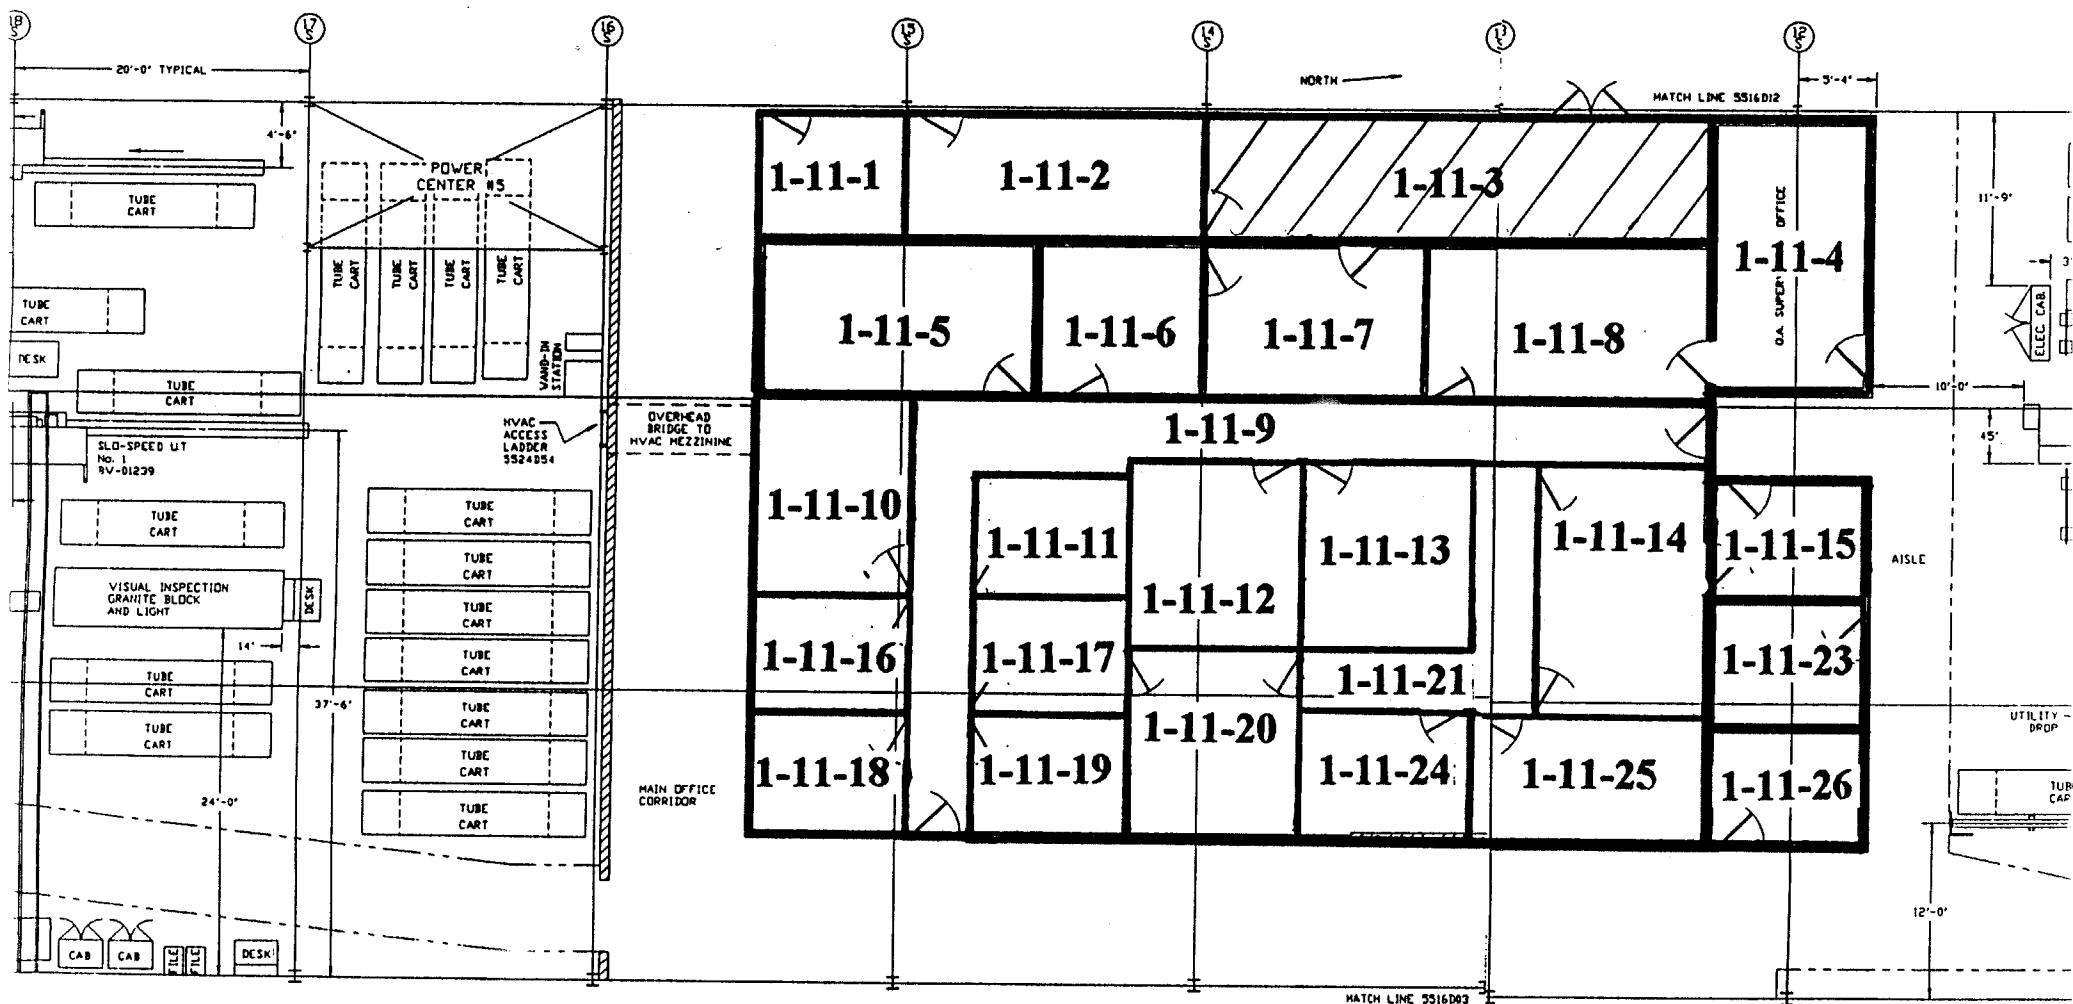 18 S
17 S
16 S
15 S
14 S
13 S
12 S
20'-0" TYPICAL
NORTH
5'-4"
MATCH LINE 5516D12
4'-6"
POWER
CENTER #5
TUBE
CART
1-11-1
1-11-2
1-11-3
1-11-4
Q.A. SUPERV OFFICE
11'-9"
TUBE
CART
TUBE
CART
TUBE
CART
TUBE
CART
TUBE
CART
ELEC. CAB.
DESK
WAND-IN
STATION
1-11-5
1-11-6
1-11-7
1-11-8
TUBE
CART
10'-0"
HVAC
ACCESS
LADDER
5524D54
OVERHEAD
BRIDGE TO
HVAC MEZZININE
1-11-9
45"
SLO-SPEED UT
No. 1
BV-01239
TUBE
CART
TUBE
CART
1-11-10
1-11-11
1-11-12
1-11-13
1-11-14
1-11-15
AISLE
TUBE
CART
VISUAL INSPECTION
GRANITE BLOCK
AND LIGHT
DESK
TUBE
CART
14"
TUBE
CART
1-11-16
1-11-17
1-11-21
1-11-23
TUBE
CART
37'-6"
TUBE
CART
TUBE
CART
1-11-20
UTILITY
DROP
TUBE
CART
1-11-18
1-11-19
1-11-24
1-11-25
1-11-26
24'-0"
TUBE
CART
MAIN OFFICE
CORRIDOR
TUB
CAR
12'-0"
CAB
CAB
FILE
FILE
DESK
MATCH LINE 5516D03